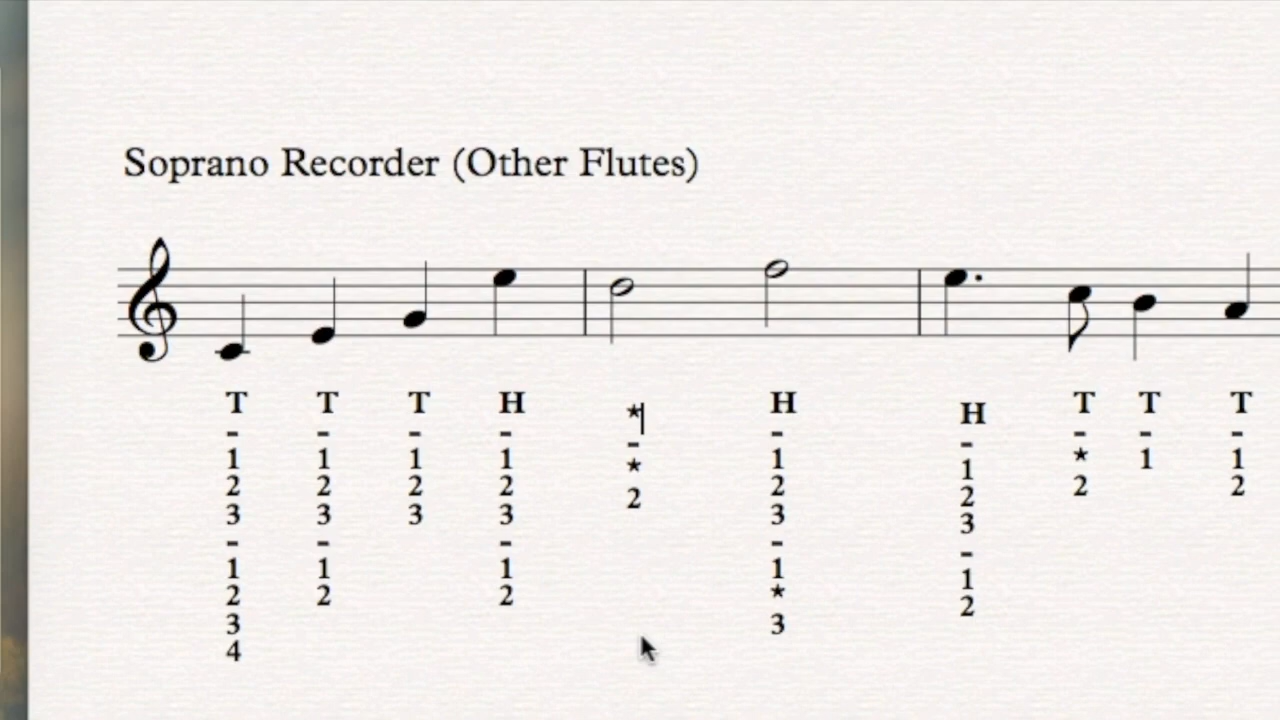 Soprano Recorder (Other Flutes)
T T T H ★ H H T T T
- - - - - - - - - -
1 1 1 1 ★ 1 1 ★ 1 1
2 2 2 2 2 2 2 2 2
3 3 3 3 3 3
- - - - -
1 1 1 1 1
2 2 2 ★ 2
3 3
4